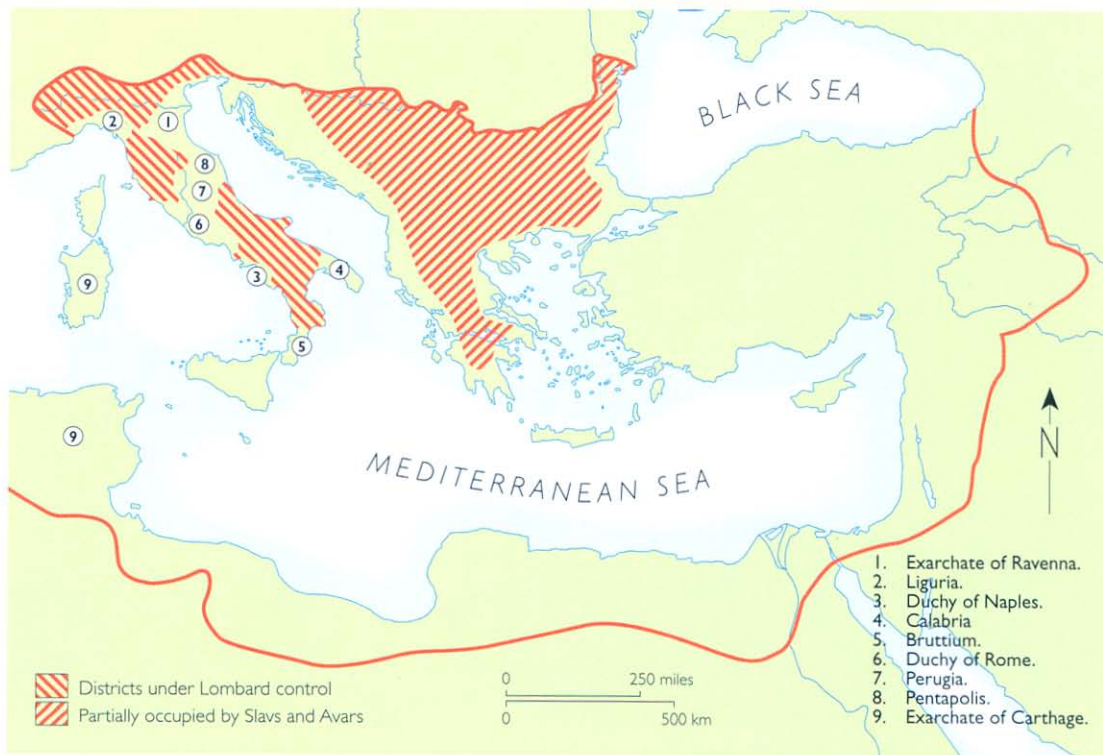 BLACK SEA
1
2
8
7
6
3
4
9
5
9
MEDITERRANEAN SEA
N
1. Exarchate of Ravenna.
2. Liguria.
3. Duchy of Naples.
4. Calabria
5. Bruttium.
6. Duchy of Rome.
7. Perugia.
8. Pentapolis.
9. Exarchate of Carthage.
Districts under Lombard control
Partially occupied by Slavs and Avars
0 250 miles
0 500 km